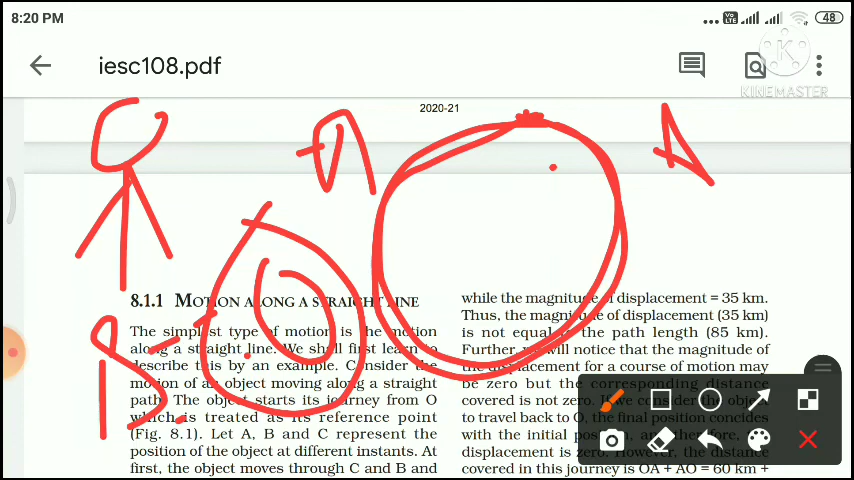 8:20 PM
48
iesc108.pdf
KINEMASTER
2020-21
8.1.1 MOTION ALONG A STRAIGHT LINE
The simplest type of motion is the motion
along a straight line. We shall first learn to
describe this by an example. Consider the
motion of an object moving along a straight
path. The object starts its journey from O
which is treated as its reference point
(Fig. 8.1). Let A, B and C represent the
position of the object at different instants. At
first, the object moves through C and B and
while the magnitude of displacement = 35 km.
Thus, the magnitude of displacement (35 km)
is not equal to the path length (85 km).
Further, we will notice that the magnitude of
the displacement for a course of motion may
be zero but the corresponding distance
covered is not zero. If we consider the object
to travel back to O, the final position concides
with the initial position, and therefore, the
displacement is zero. However, the distance
covered in this journey is OA + AO = 60 km +